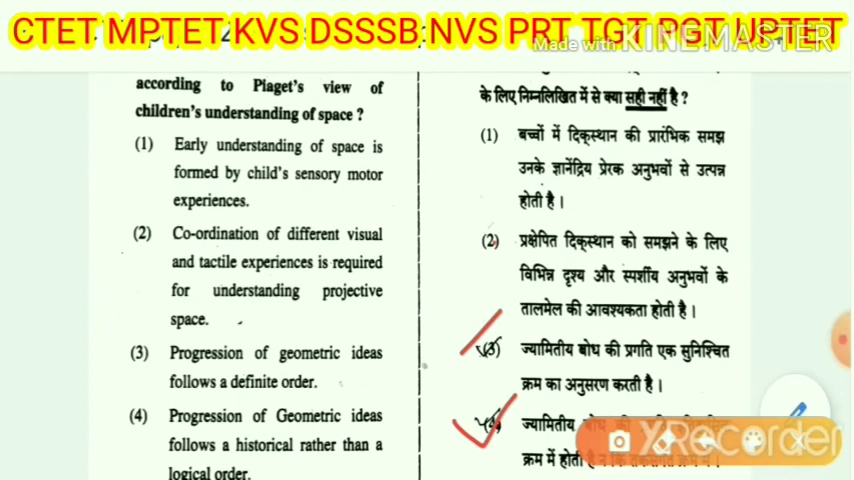 CTET MPTET KVS DSSSB NVS PRT TGT PGT UPTET
Made with KINEMASTER
according to Piaget's view of
children's understanding of space ?
(1) Early understanding of space is
formed by child's sensory motor
experiences.
(2) Co-ordination of different visual
and tactile experiences is required
for understanding projective
space.
(3) Progression of geometric ideas
follows a definite order.
(4) Progression of Geometric ideas
follows a historical rather than a
logical order.
के लिए निम्नलिखित में से क्या सही नहीं है ?
(1) बच्चों में दिक्स्थान की प्रारंभिक समझ
उनके ज्ञानेंद्रिय प्रेरक अनुभवों से उत्पन्न
होती है ।
(2) प्रक्षेपित दिक्स्थान को समझने के लिए
विभिन्न दृश्य और स्पर्शीय अनुभवों के
तालमेल की आवश्यकता होती है ।
(3) ज्यामितीय बोध की प्रगति एक सुनिश्चित
क्रम का अनुसरण करती है ।
ज्यामितीय बोध की
क्रम में होती है न कि
XRecorder